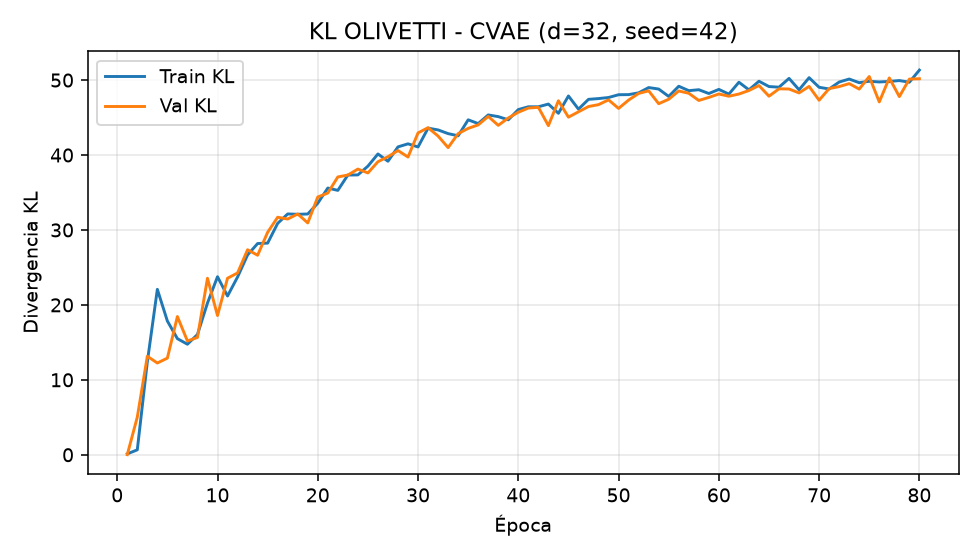 KL OLIVETTI - CVAE (d=32, seed=42)
Train KL
Val KL
Divergencia KL
50
40
30
20
10
0
0 10 20 30 40 50 60 70 80
Época